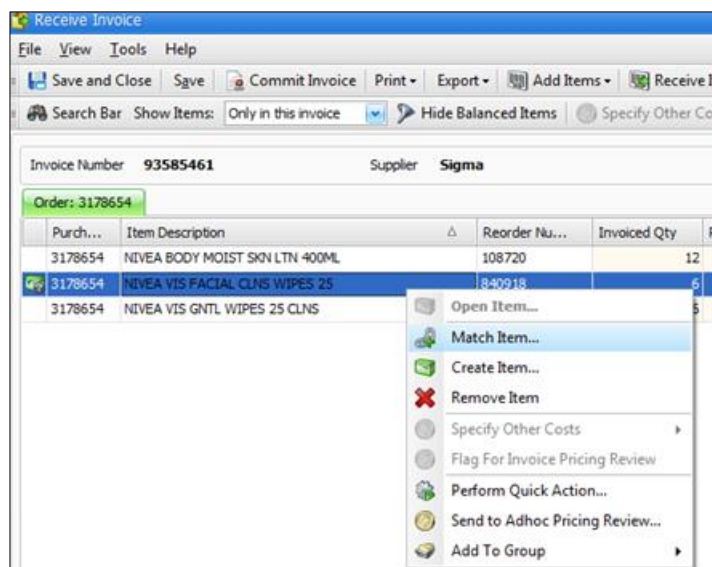 Receive Invoice
File View Tools Help
Save and Close Save Commit Invoice Print Export Add Items Receive
Search Bar Show Items: Only in this invoice Hide Balanced Items Specify Other
Invoice Number 93585461 Supplier Sigma
Order: 3178654
Purch... Item Description Reorder Nu... Invoiced Qty
3178654 NIVEA BODY MOIST SKN LTN 400ML 108720 12
3178654 NIVEA VIS FACIAL CLNS WIPES 25 840918 6
3178654 NIVEA VIS GNTL WIPES 25 CLNS
Open Item...
Match Item...
Create Item...
Remove Item
Specify Other Costs
Flag For Invoice Pricing Review
Perform Quick Action...
Send to Adhoc Pricing Review...
Add To Group